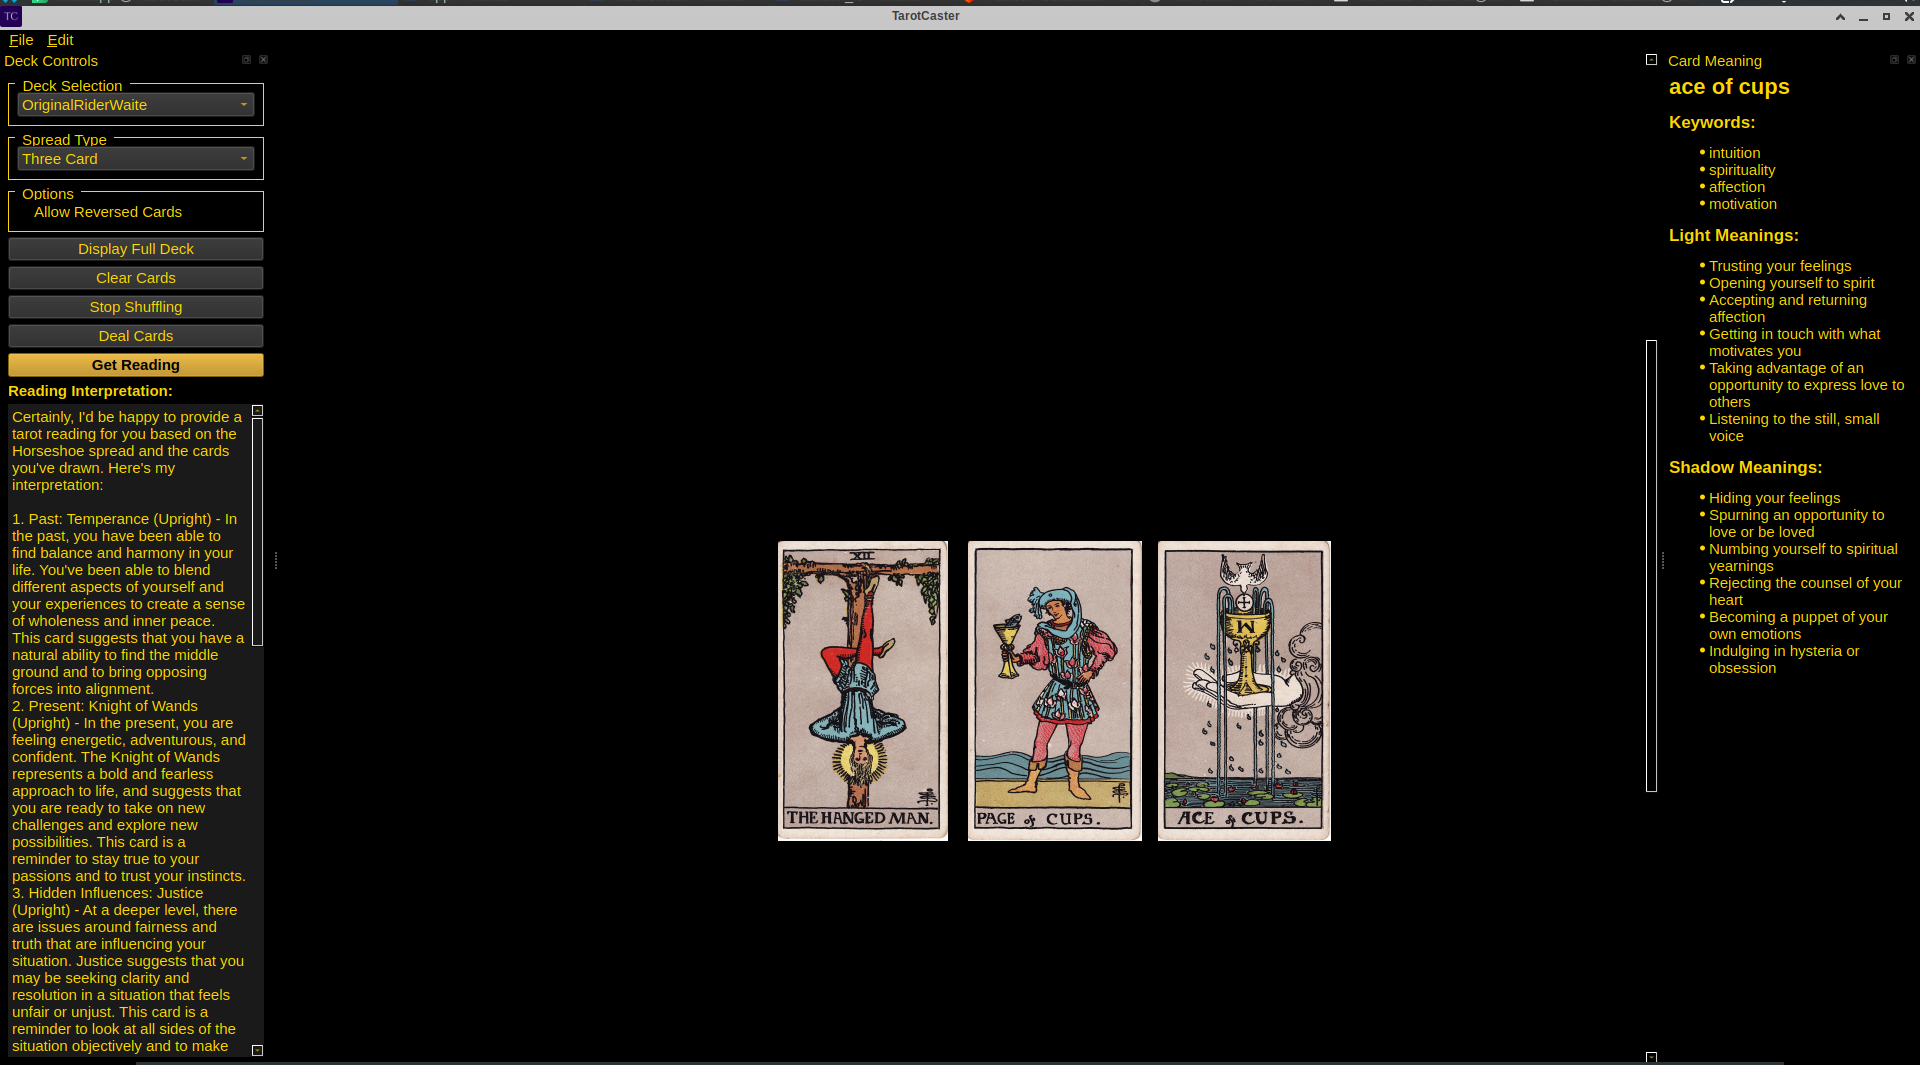 TC
TarotCaster
File Edit
Deck Controls
Deck Selection
OriginalRiderWaite
Spread Type
Three Card
Options
Allow Reversed Cards
Display Full Deck
Clear Cards
Stop Shuffling
Deal Cards
Get Reading
Reading Interpretation:
Certainly, I'd be happy to provide a
tarot reading for you based on the
Horseshoe spread and the cards
you've drawn. Here's my
interpretation:
1. Past: Temperance (Upright) - In
the past, you have been able to
find balance and harmony in your
life. You've been able to blend
different aspects of yourself and
your experiences to create a sense
of wholeness and inner peace.
This card suggests that you have a
natural ability to find the middle
ground and to bring opposing
forces into alignment.
2. Present: Knight of Wands
(Upright) - In the present, you are
feeling energetic, adventurous, and
confident. The Knight of Wands
represents a bold and fearless
approach to life, and suggests that
you are ready to take on new
challenges and explore new
possibilities. This card is a
reminder to stay true to your
passions and to trust your instincts.
3. Hidden Influences: Justice
(Upright) - At a deeper level, there
are issues around fairness and
truth that are influencing your
situation. Justice suggests that you
may be seeking clarity and
resolution in a situation that feels
unfair or unjust. This card is a
reminder to look at all sides of the
situation objectively and to make
XII
THE HANGED MAN.
PAGE of CUPS.
W
ACE of CUPS.
Card Meaning
ace of cups
Keywords:
intuition
spirituality
affection
motivation
Light Meanings:
Trusting your feelings
Opening yourself to spirit
Accepting and returning
affection
Getting in touch with what
motivates you
Taking advantage of an
opportunity to express love to
others
Listening to the still, small
voice
Shadow Meanings:
Hiding your feelings
Spurning an opportunity to
love or be loved
Numbing yourself to spiritual
yearnings
Rejecting the counsel of your
heart
Becoming a puppet of your
own emotions
Indulging in hysteria or
obsession